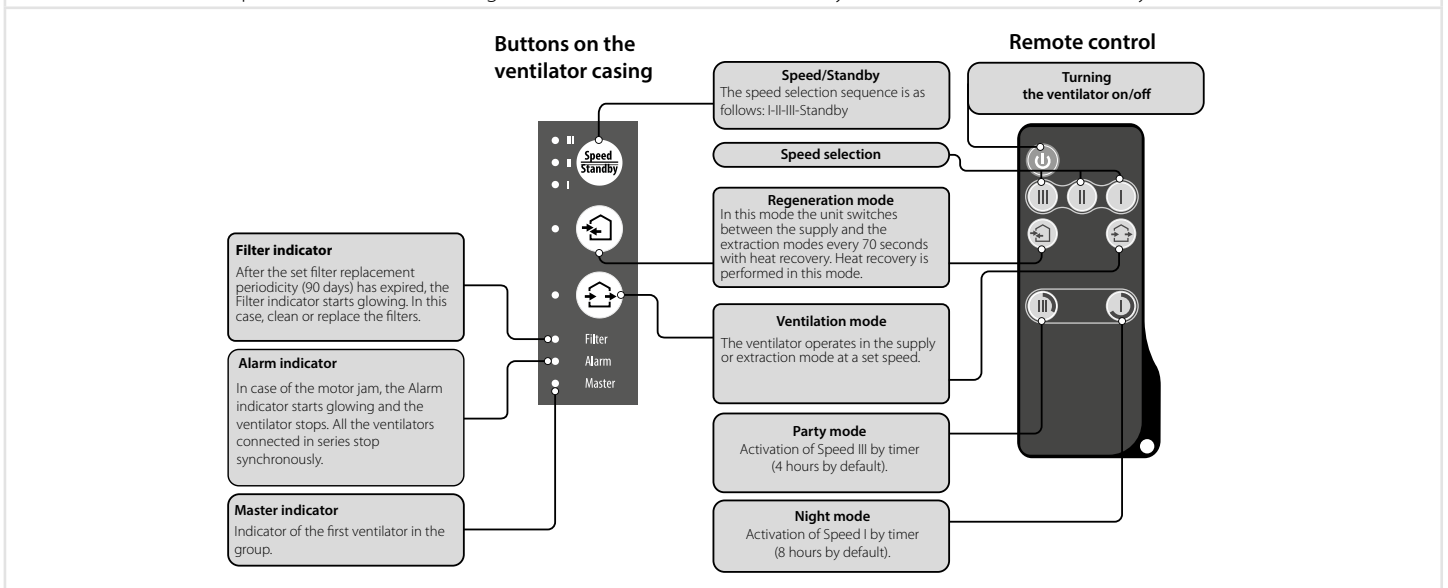 Buttons on the
ventilator casing
Remote control
Speed/Standby
The speed selection sequence is as
follows: I-II-III-Standby
Turning
the ventilator on/off
Speed selection
Regeneration mode
In this mode the unit switches
between the supply and the
extraction modes every 70 seconds
with heat recovery. Heat recovery is
performed in this mode.
Ventilation mode
The ventilator operates in the supply
or extraction mode at a set speed.
Party mode
Activation of Speed III by timer
(4 hours by default).
Night mode
Activation of Speed I by timer
(8 hours by default).
Filter indicator
After the set filter replacement
periodicity (90 days) has expired, the
Filter indicator starts glowing. In this
case, clean or replace the filters.
Alarm indicator
In case of the motor jam, the Alarm
indicator starts glowing and the
ventilator stops. All the ventilators
connected in series stop
synchronously.
Master indicator
Indicator of the first ventilator in the
group.
III
II
I
Speed
Standby
Filter
Alarm
Master
III II I
III I